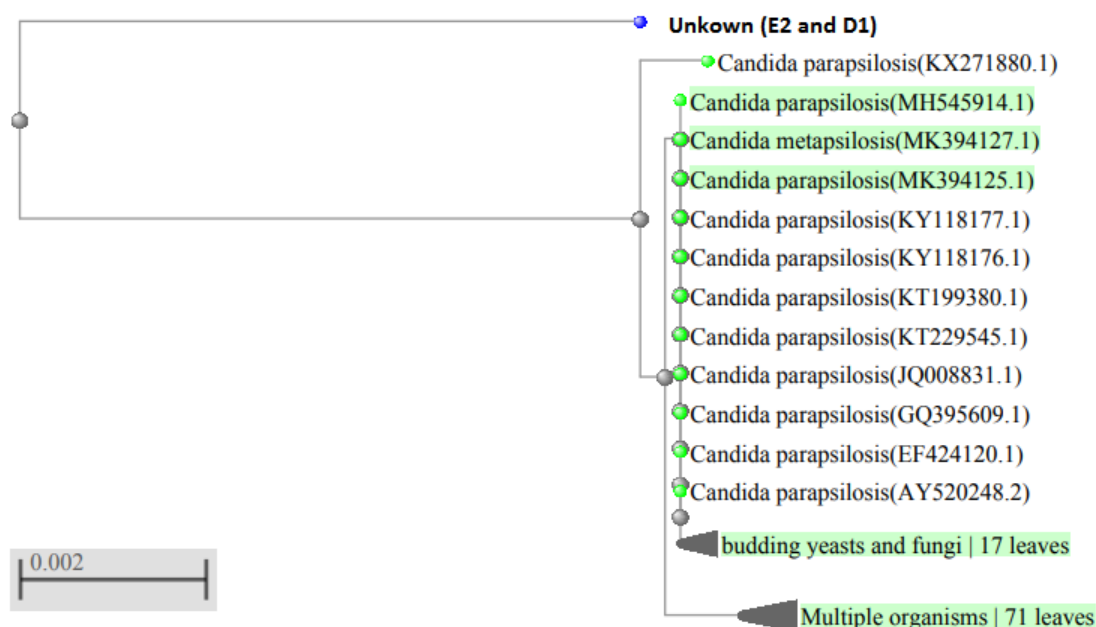 Unkown (E2 and D1)
Candida parapsilosis(KX271880.1)
Candida parapsilosis(MH545914.1)
Candida metapsilosis(MK394127.1)
Candida parapsilosis(MK394125.1)
Candida parapsilosis(KY118177.1)
Candida parapsilosis(KY118176.1)
Candida parapsilosis(KT199380.1)
Candida parapsilosis(KT229545.1)
Candida parapsilosis(JQ008831.1)
Candida parapsilosis(GQ395609.1)
Candida parapsilosis(EF424120.1)
Candida parapsilosis(AY520248.2)
budding yeasts and fungi | 17 leaves
0.002
Multiple organisms | 71 leaves